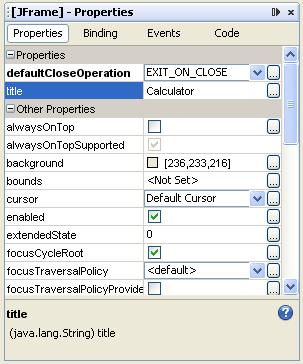 [JFrame] - Properties
Properties Binding Events Code
Properties
defaultCloseOperation EXIT_ON_CLOSE ...
title Calculator ...
Other Properties
alwaysOnTop ...
alwaysOnTopSupported
background [236,233,216] ...
bounds <Not Set> ...
cursor Default Cursor ...
enabled ...
extendedState 0 ...
focusCycleRoot ...
focusTraversalPolicy <default> ...
focusTraversalPolicyProvide ...
title ?
(java.lang.String) title